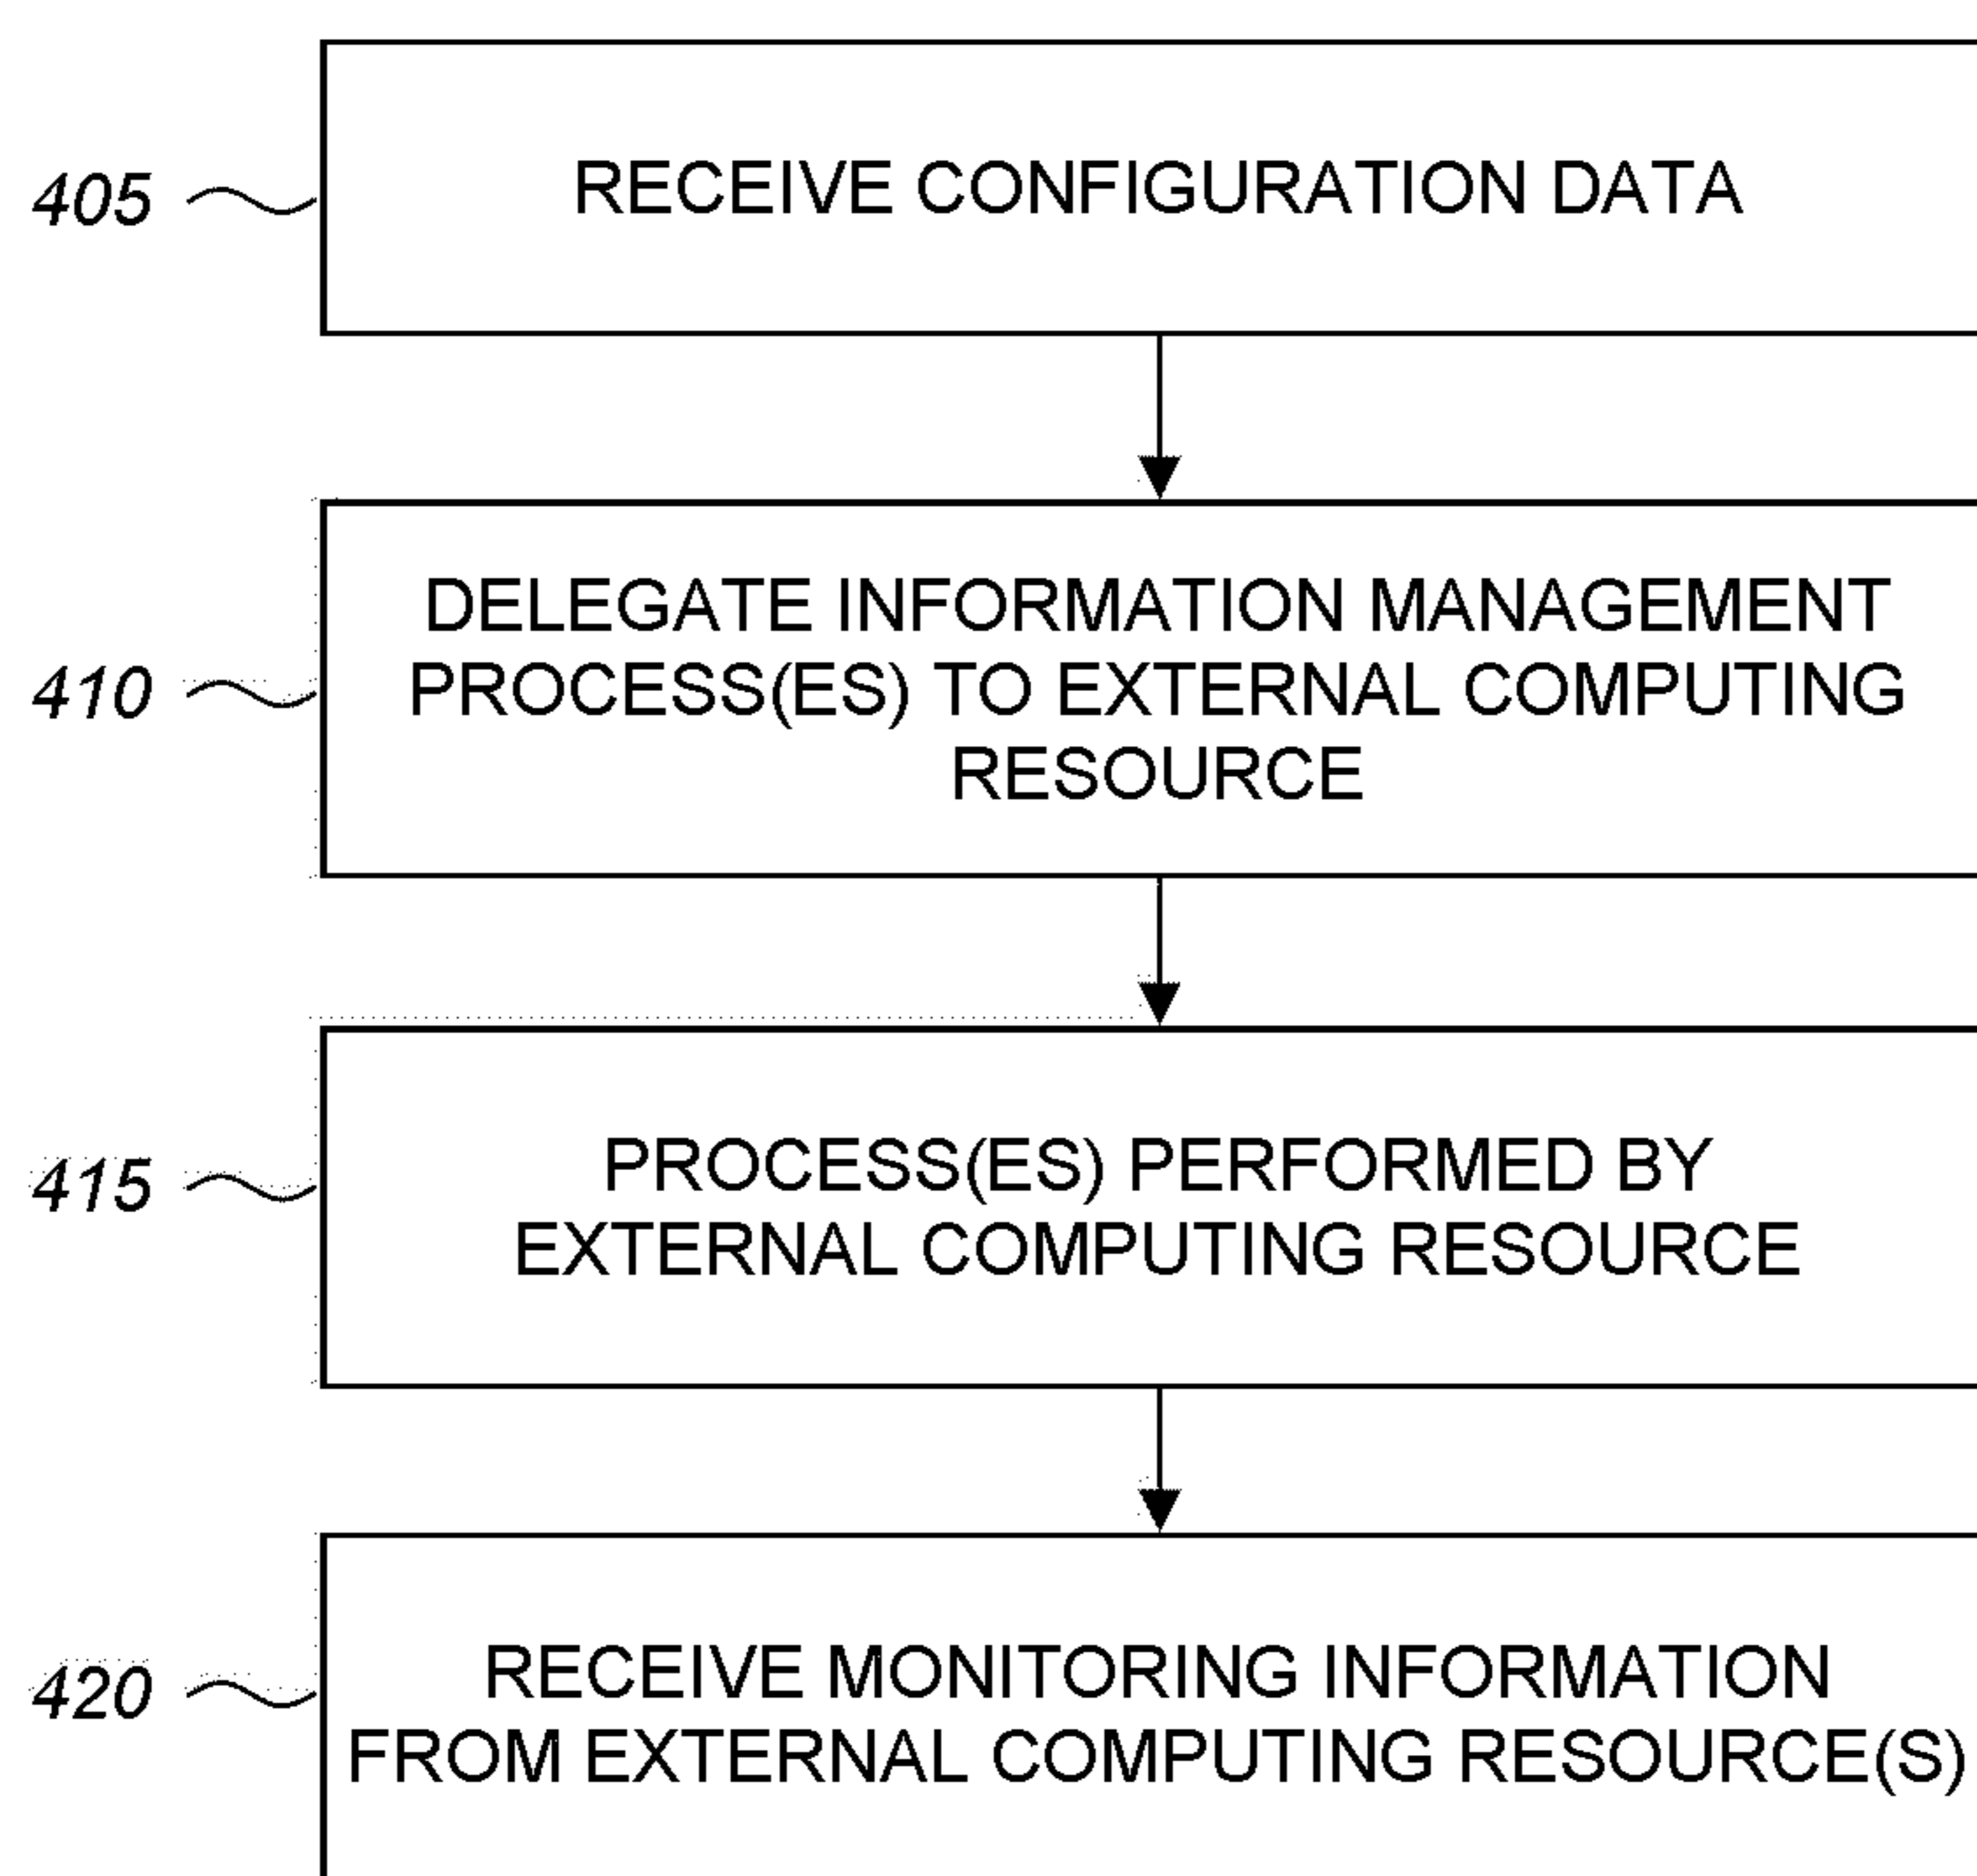 405
RECEIVE CONFIGURATION DATA
410
DELEGATE INFORMATION MANAGEMENT
PROCESS(ES) TO EXTERNAL COMPUTING
RESOURCE
415
PROCESS(ES) PERFORMED BY
EXTERNAL COMPUTING RESOURCE
420
RECEIVE MONITORING INFORMATION
FROM EXTERNAL COMPUTING RESOURCE(S)